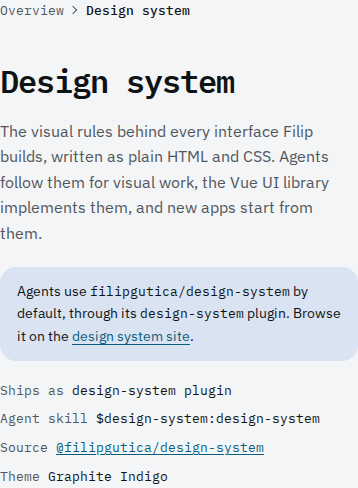 Overview > Design system
Design system
The visual rules behind every interface Filip
builds, written as plain HTML and CSS. Agents
follow them for visual work, the Vue UI library
implements them, and new apps start from
them.
Agents use filipgutica/design-system by
default, through its design-system plugin. Browse
it on the design system site.
Ships as design-system plugin
Agent skill $design-system:design-system
Source @filipgutica/design-system
Theme Graphite Indigo